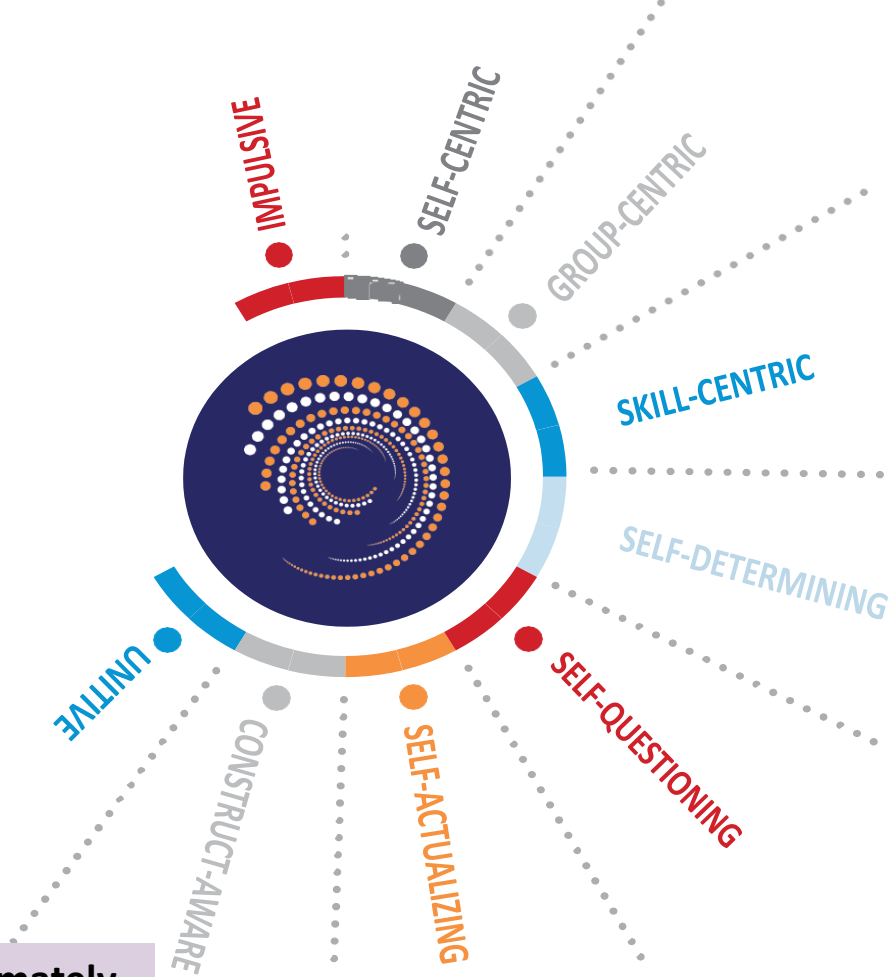 IMPULSIVE
SELF-CENTRIC
GROUP-CENTRIC
SKILL-CENTRIC
SELF-DETERMINING
SELF-QUESTIONING
SELF-ACTUALIZING
CONSTRUCT-AWARE
UNITIVE